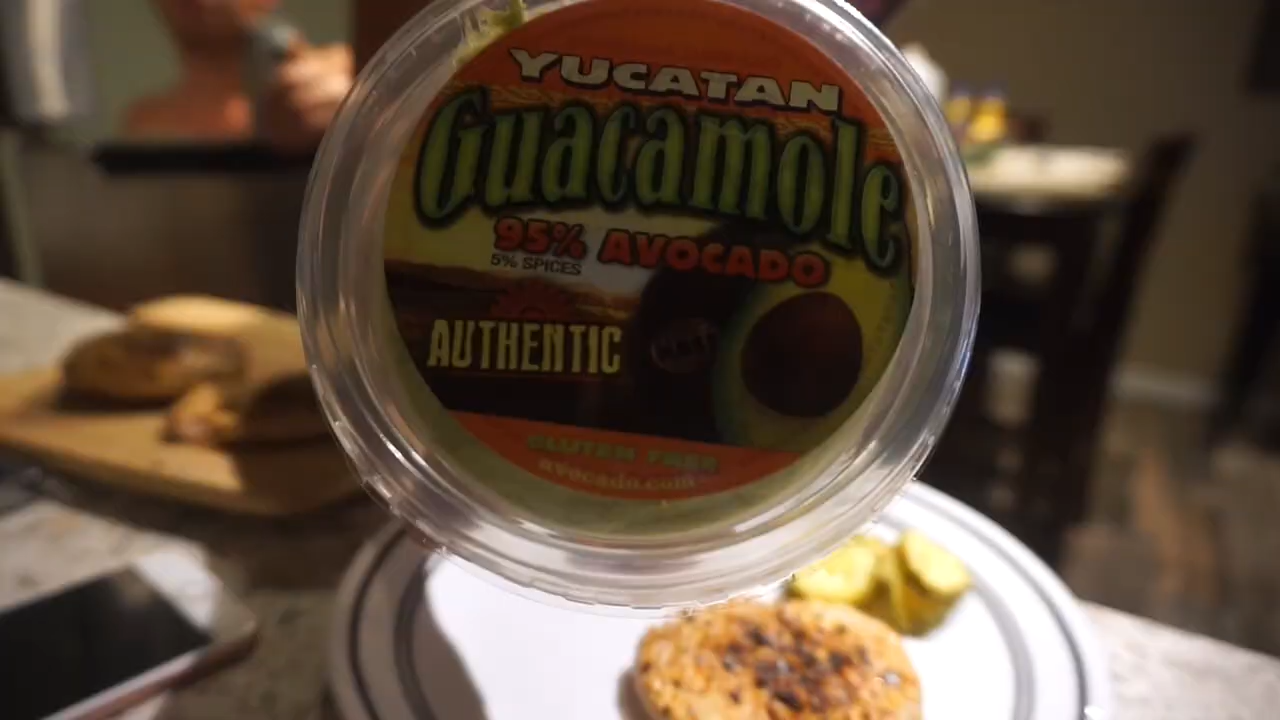 YUCATAN
Guacamole
95% AVOCADO
5% SPICES
AUTHENTIC
GLUTEN FREE
avocado.com